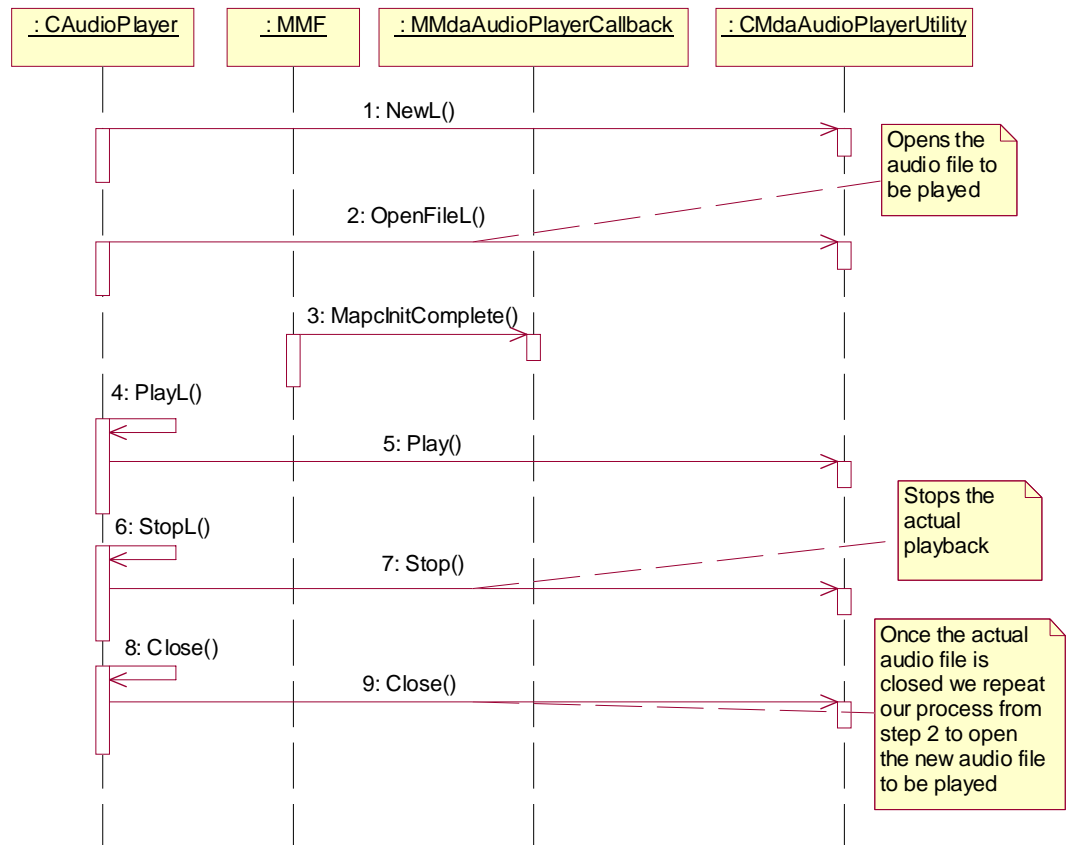 : CAudioPlayer
: MMF
: MMdaAudioPlayerCallback
: CMdaAudioPlayerUtility
1: NewL()
Opens the
audio file to
be played
2: OpenFileL()
3: MapcInitComplete()
4: PlayL()
5: Play()
Stops the
actual
playback
6: StopL()
7: Stop()
8: Close()
9: Close()
Once the actual
audio file is
closed we repeat
our process from
step 2 to open
the new audio file
to be played